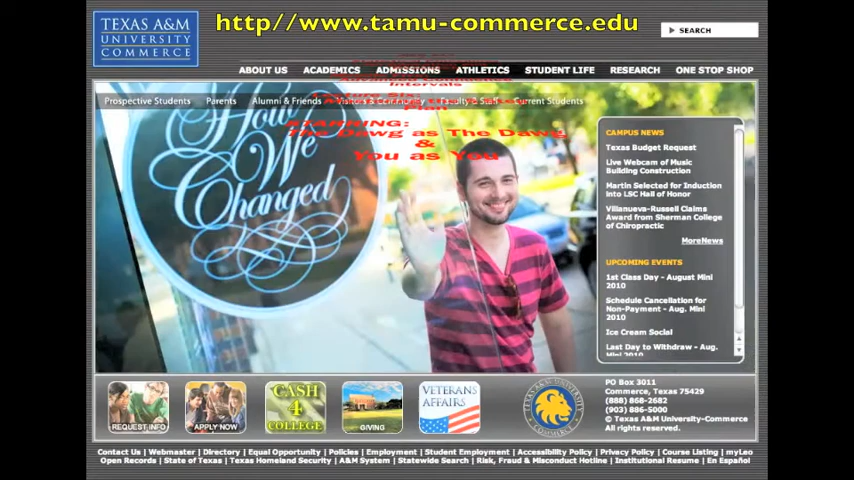 TEXAS A&M
UNIVERSITY
COMMERCE
http//www.tamu-commerce.edu
SEARCH
ABOUT US ACADEMICS ADMISSIONS ATHLETICS STUDENT LIFE RESEARCH ONE STOP SHOP
Intervals
Prospective Students Parents Alumni & Friends Current Students
Plan
STARRING:
The Dawg as The Dawg
&
You as You
How
We
Changed
CAMPUS NEWS
Texas Budget Request
Live Webcam of Music
Building Construction
Martin Selected for Induction
into LSC Hall of Honor
Villanueva-Russell Claims
Award from Sherman College
of Chiropractic
MoreNews
UPCOMING EVENTS
1st Class Day - August Mini
2010
Schedule Cancellation for
Non-Payment - Aug. Mini
2010
Ice Cream Social
Last Day to Withdraw - Aug.
Mini 2010
REQUEST INFO
APPLY NOW
CASH
4
COLLEGE
GIVING
VETERANS
AFFAIRS
TEXAS A&M UNIVERSITY
COMMERCE
PO Box 3011
Commerce, Texas 75429
(888) 868-2682
(903) 886-5000
© Texas A&M University-Commerce
All rights reserved.
Contact Us | Webmaster | Directory | Equal Opportunity | Policies | Employment | Student Employment | Accessibility Policy | Privacy Policy | Course Listing | myLeo
Open Records | State of Texas | Texas Homeland Security | A&M System | Statewide Search | Risk, Fraud & Misconduct Hotline | Institutional Resume | En Español